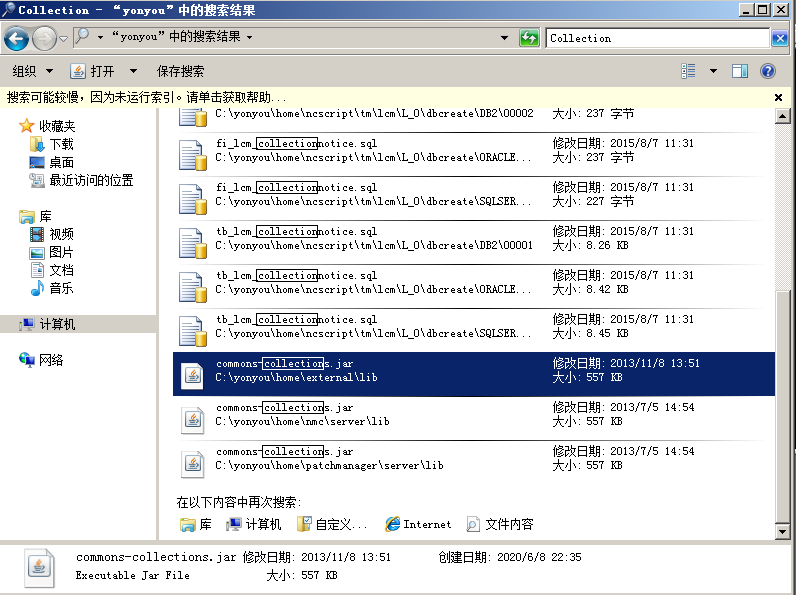 Collection - “yonyou”中的搜索结果
“yonyou”中的搜索结果
Collection
组织 打开 保存搜索
搜索可能较慢，因为未运行索引。请单击获取帮助...
收藏夹
下载
桌面
最近访问的位置
库
视频
图片
文档
音乐
计算机
网络
C:\yonyou\home\ncscript\tm\lcm\L_0\dbcreate\DB2\00002 大小: 237 字节
fi_lcm_collectionnotice.sql 修改日期: 2015/8/7 11:31
C:\yonyou\home\ncscript\tm\lcm\L_0\dbcreate\ORACLE... 大小: 237 字节
fi_lcm_collectionnotice.sql 修改日期: 2015/8/7 11:31
C:\yonyou\home\ncscript\tm\lcm\L_0\dbcreate\SQLSER... 大小: 227 字节
tb_lcm_collectionnotice.sql 修改日期: 2015/8/7 11:31
C:\yonyou\home\ncscript\tm\lcm\L_0\dbcreate\DB2\00001 大小: 8.26 KB
tb_lcm_collectionnotice.sql 修改日期: 2015/8/7 11:31
C:\yonyou\home\ncscript\tm\lcm\L_0\dbcreate\ORACLE... 大小: 8.42 KB
tb_lcm_collectionnotice.sql 修改日期: 2015/8/7 11:31
C:\yonyou\home\ncscript\tm\lcm\L_0\dbcreate\SQLSER... 大小: 8.45 KB
commons-collections.jar 修改日期: 2013/11/8 13:51
C:\yonyou\home\external\lib 大小: 557 KB
commons-collections.jar 修改日期: 2013/7/5 14:54
C:\yonyou\home\nmc\server\lib 大小: 557 KB
commons-collections.jar 修改日期: 2013/7/5 14:54
C:\yonyou\home\patchmanager\server\lib 大小: 557 KB
在以下内容中再次搜索:
库 计算机 自定义... Internet 文件内容
commons-collections.jar 修改日期: 2013/11/8 13:51 创建日期: 2020/6/8 22:35
Executable Jar File 大小: 557 KB